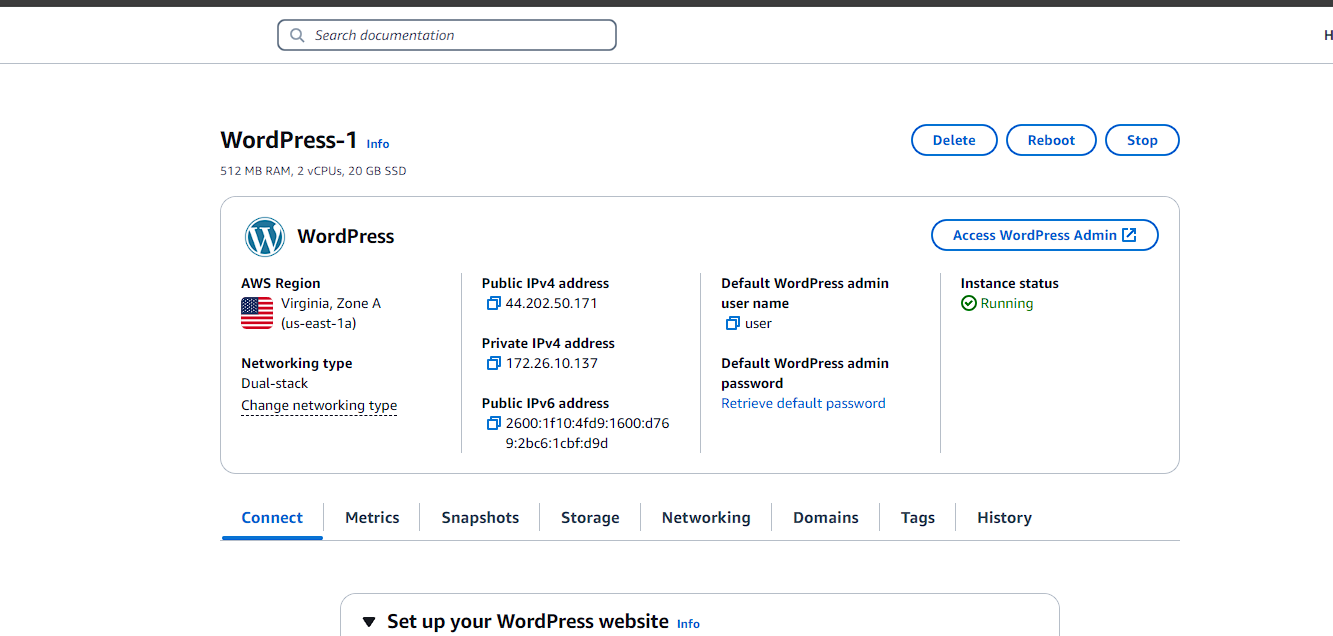 Search documentation
WordPress-1 Info
Delete
Reboot
Stop
512 MB RAM, 2 vCPUs, 20 GB SSD
WordPress
Access WordPress Admin
AWS Region
Virginia, Zone A
(us-east-1a)
Networking type
Dual-stack
Change networking type
Public IPv4 address
44.202.50.171
Private IPv4 address
172.26.10.137
Public IPv6 address
2600:1f10:4fd9:1600:d76
9:2bc6:1cbf:d9d
Default WordPress admin
user name
user
Default WordPress admin
password
Retrieve default password
Instance status
Running
Connect
Metrics
Snapshots
Storage
Networking
Domains
Tags
History
Set up your WordPress website Info